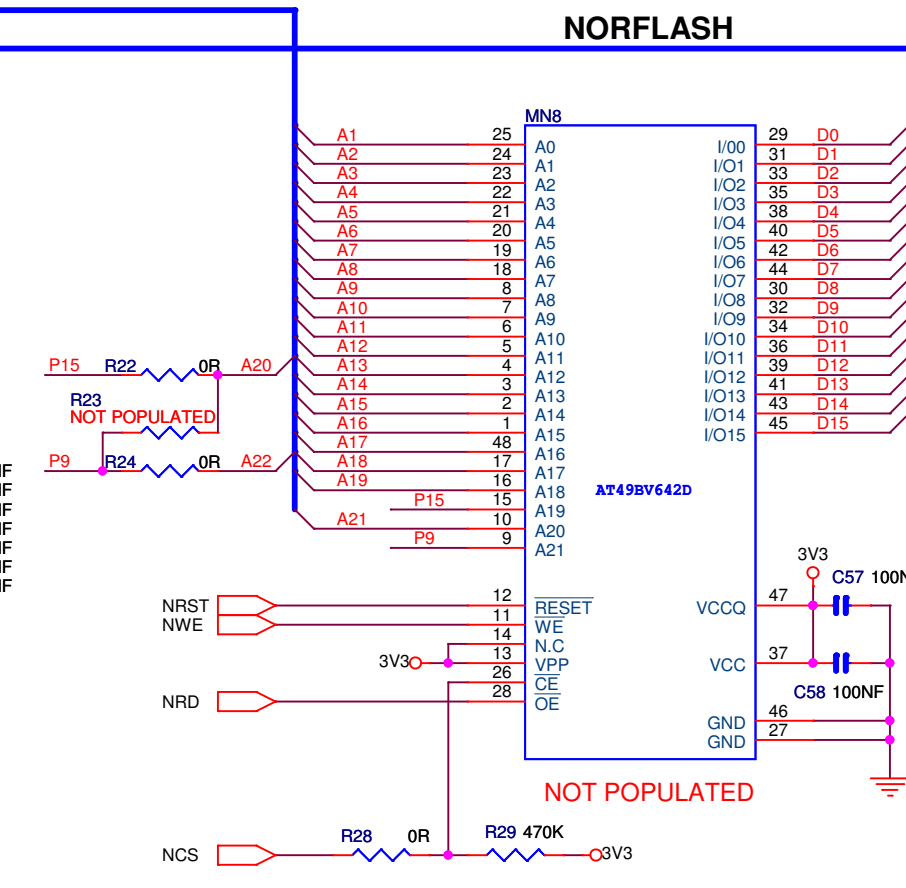 NORFLASH
MN8
A1 25 A0 I/00 29 D0
A2 24 A1 I/O1 31 D1
A3 23 A2 I/O2 33 D2
A4 22 A3 I/O3 35 D3
A5 21 A4 I/O4 38 D4
A6 20 A5 I/O5 40 D5
A7 19 A6 I/O6 42 D6
A8 18 A7 I/O7 44 D7
A9 8 A8 I/O8 30 D8
A10 7 A9 I/O9 32 D9
A11 6 A10 I/O10 34 D10
A12 5 A11 I/O11 36 D11
P15 R22 0R A20 A13 4 A12 I/O12 39 D12
A14 3 A13 I/O13 41 D13
R23 A15 2 A14 I/O14 43 D14
NOT POPULATED A16 1 A15 I/O15 45 D15
A17 48 A16
P9 R24 0R A22 A18 17 A17
A19 16 A18 AT49BV642D
P15 15 A19
A21 10 A20
P9 9 A21
3V3
C57 100N
NRST 12 RESET VCCQ 47
NWE 11 WE
14 N.C
3V3 13 VPP VCC 37
26 CE
C58 100NF
NRD 28 OE
GND 46
GND 27
NOT POPULATED
R28 0R R29 470K
NCS 3V3